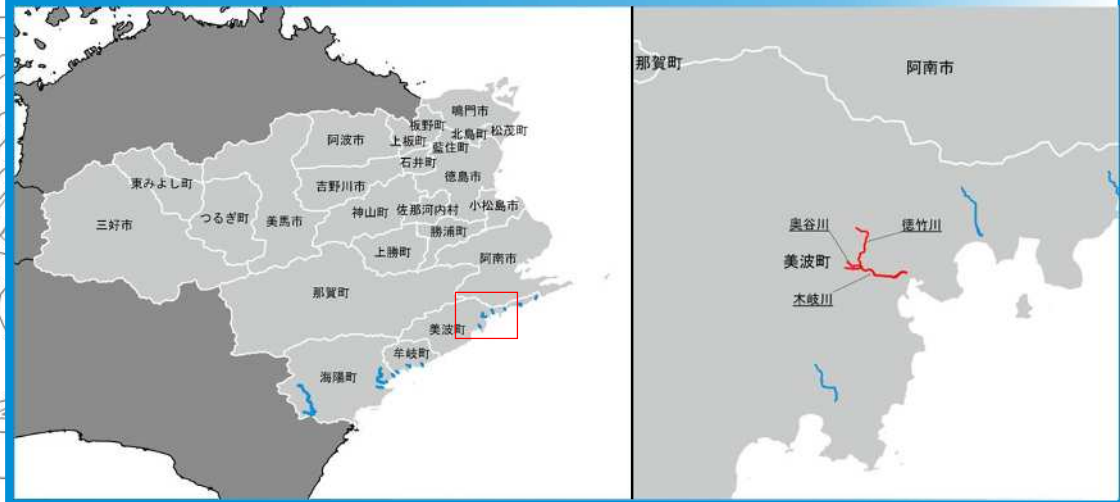 鳴門市
板野町
北島町
松茂町
上板町
藍住町
阿波市
石井町
徳島市
東みよし町
吉野川市
つるぎ町
美馬市
神山町
佐那河内村
小松島市
三好市
勝浦町
上勝町
阿南市
那賀町
美波町
牟岐町
海陽町
那賀町
阿南市
奥谷川
徳竹川
美波町
木岐川